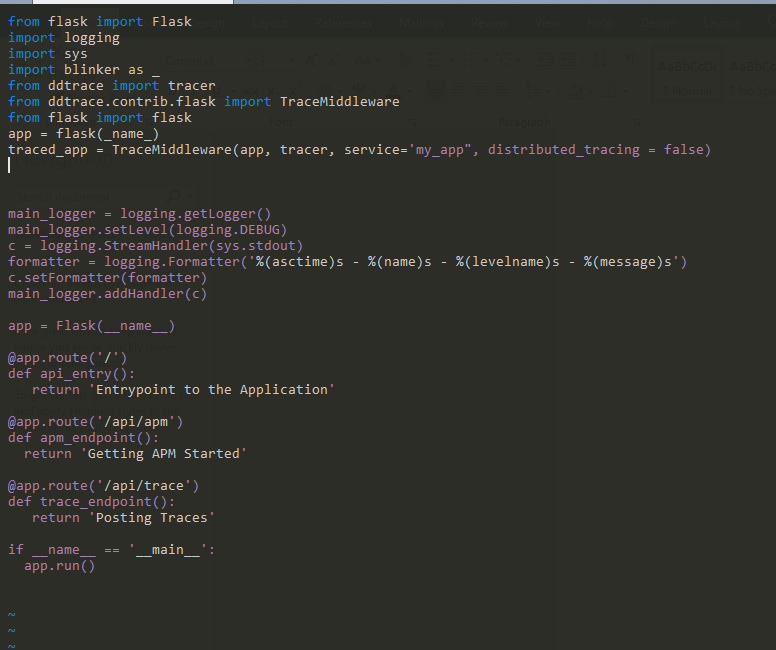 from flask import Flask
import logging
import sys
import blinker as _
from ddtrace import tracer
from ddtrace.contrib.flask import TraceMiddleware
from flask import flask
app = flask(_name_)
traced_app = TraceMiddleware(app, tracer, service='my_app", distributed_tracing = false)
main_logger = logging.getLogger()
main_logger.setLevel(logging.DEBUG)
c = logging.StreamHandler(sys.stdout)
formatter = logging.Formatter('%(asctime)s - %(name)s - %(levelname)s - %(message)s')
c.setFormatter(formatter)
main_logger.addHandler(c)
app = Flask(__name__)
@app.route('/')
def api_entry():
return 'Entrypoint to the Application'
@app.route('/api/apm')
def apm_endpoint():
return 'Getting APM Started'
@app.route('/api/trace')
def trace_endpoint():
return 'Posting Traces'
if __name__ == '__main__':
app.run()
~
~
~